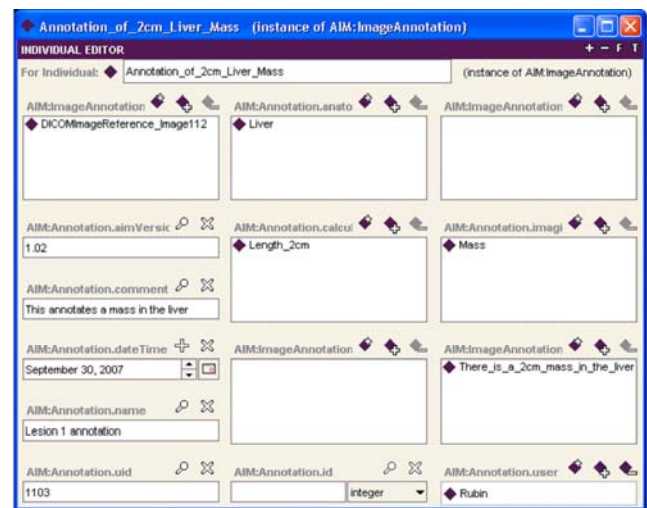 Annotation_of_2cm_Liver_Mass (instance of AIM:ImageAnnotation)
INDIVIDUAL EDITOR
+ - F T
For Individual: Annotation_of_2cm_Liver_Mass (instance of AIM:ImageAnnotation)
AIM:ImageAnnotation AIM:Annotation.anato AIM:ImageAnnotation
DICOMImageReference_Image112 Liver
AIM:Annotation.aimVersic AIM:Annotation.calcul AIM:Annotation.imagi
1.02 Length_2cm Mass
AIM:Annotation.comment
This annotates a mass in the liver
AIM:Annotation.dateTime AIM:ImageAnnotation AIM:ImageAnnotation
September 30, 2007 There_is_a_2cm_mass_in_the_liver
AIM:Annotation.name
Lesion 1 annotation
AIM:Annotation.uid AIM:Annotation.id AIM:Annotation.user
1103 integer Rubin